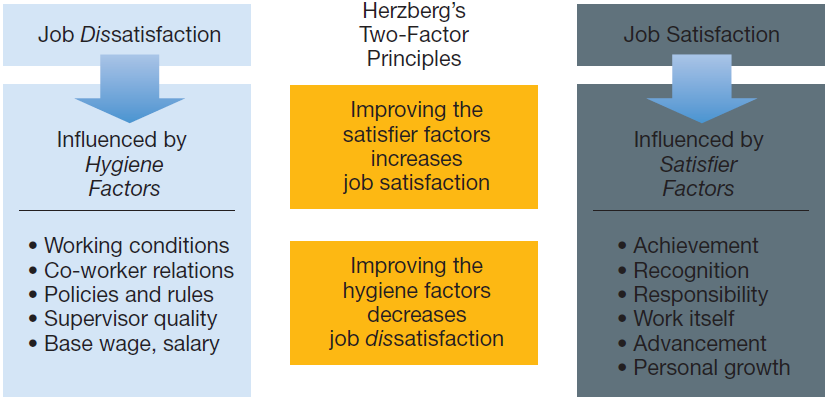 Job Dissatisfaction
Influenced by
Hygiene
Factors
• Working conditions
• Co-worker relations
• Policies and rules
• Supervisor quality
• Base wage, salary
Herzberg’s
Two-Factor
Principles
Improving the
satisfier factors
increases
job satisfaction
Improving the
hygiene factors
decreases
job dissatisfaction
Job Satisfaction
Influenced by
Satisfier
Factors
• Achievement
• Recognition
• Responsibility
• Work itself
• Advancement
• Personal growth